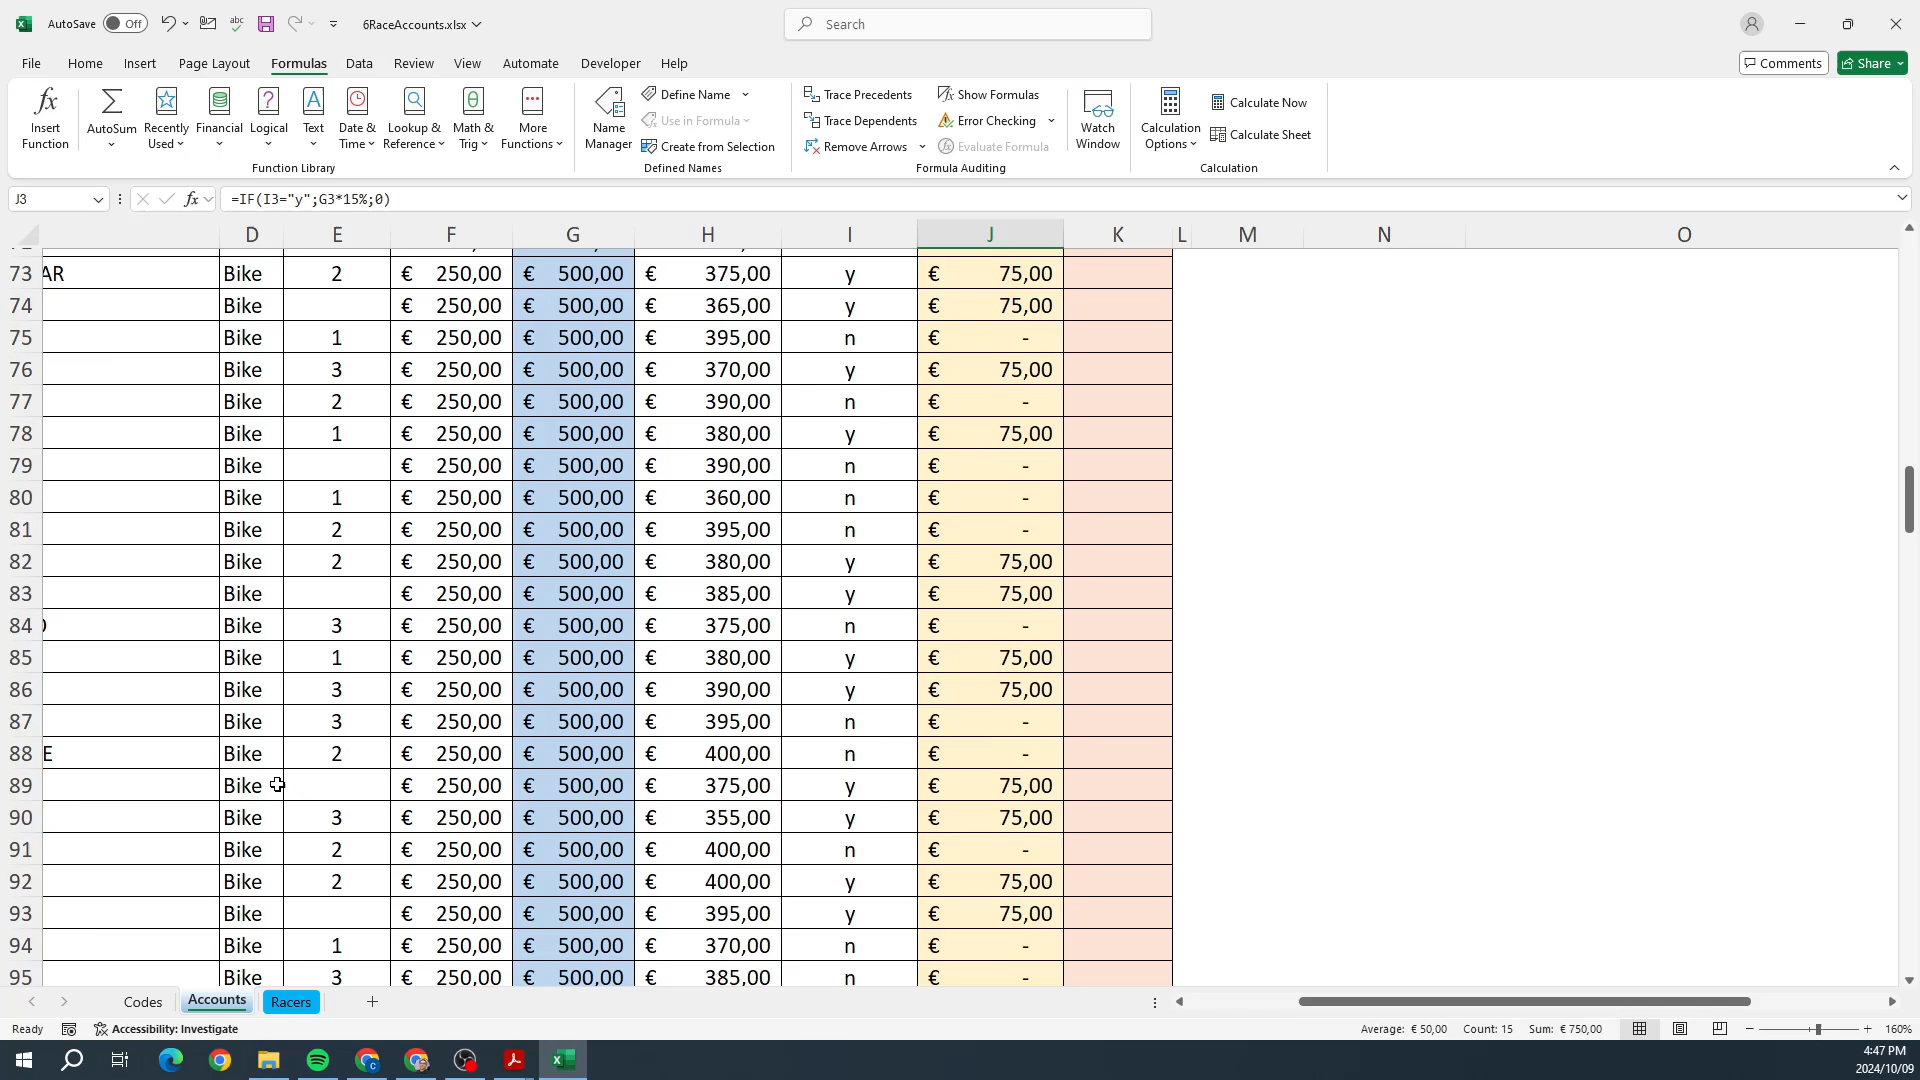 AutoSave Off 6RaceAccounts.xlsx Search
File Home Insert Page Layout Formulas Data Review View Automate Developer Help Comments Share
Insert Function AutoSum Recently Used Financial Logical Text Date & Time Lookup & Reference Math & Trig More Functions
Function Library
Name Manager Define Name Use in Formula Create from Selection
Defined Names
Trace Precedents Show Formulas
Trace Dependents Error Checking
Remove Arrows Evaluate Formula
Formula Auditing
Watch Window
Calculation Options Calculate Now Calculate Sheet
Calculation
J3 fx =IF(I3="y";G3*15%;0)
D E F G H I J K L M N O
73 AR Bike 2 € 250,00 € 500,00 € 375,00 y € 75,00
74 Bike € 250,00 € 500,00 € 365,00 y € 75,00
75 Bike 1 € 250,00 € 500,00 € 395,00 n € -
76 Bike 3 € 250,00 € 500,00 € 370,00 y € 75,00
77 Bike 2 € 250,00 € 500,00 € 390,00 n € -
78 Bike 1 € 250,00 € 500,00 € 380,00 y € 75,00
79 Bike € 250,00 € 500,00 € 390,00 n € -
80 Bike 1 € 250,00 € 500,00 € 360,00 n € -
81 Bike 2 € 250,00 € 500,00 € 395,00 n € -
82 Bike 2 € 250,00 € 500,00 € 380,00 y € 75,00
83 Bike € 250,00 € 500,00 € 385,00 y € 75,00
84 Bike 3 € 250,00 € 500,00 € 375,00 n € -
85 Bike 1 € 250,00 € 500,00 € 380,00 y € 75,00
86 Bike 3 € 250,00 € 500,00 € 390,00 y € 75,00
87 Bike 3 € 250,00 € 500,00 € 395,00 n € -
88 E Bike 2 € 250,00 € 500,00 € 400,00 n € -
89 Bike € 250,00 € 500,00 € 375,00 y € 75,00
90 Bike 3 € 250,00 € 500,00 € 355,00 y € 75,00
91 Bike 2 € 250,00 € 500,00 € 400,00 n € -
92 Bike 2 € 250,00 € 500,00 € 400,00 y € 75,00
93 Bike € 250,00 € 500,00 € 395,00 y € 75,00
94 Bike 1 € 250,00 € 500,00 € 370,00 n € -
95 Bike 3 € 250,00 € 500,00 € 385,00 n € -
Codes Accounts Racers
Ready Accessibility: Investigate Average: € 50,00 Count: 15 Sum: € 750,00 160%
4:47 PM
2024/10/09